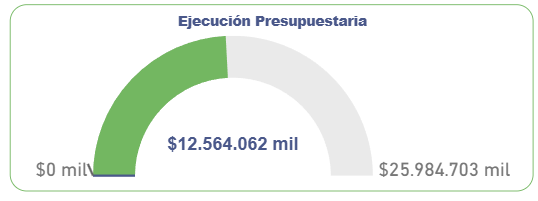 Ejecución Presupuestaria
$12.564.062 mil
$0 mil
$25.984.703 mil